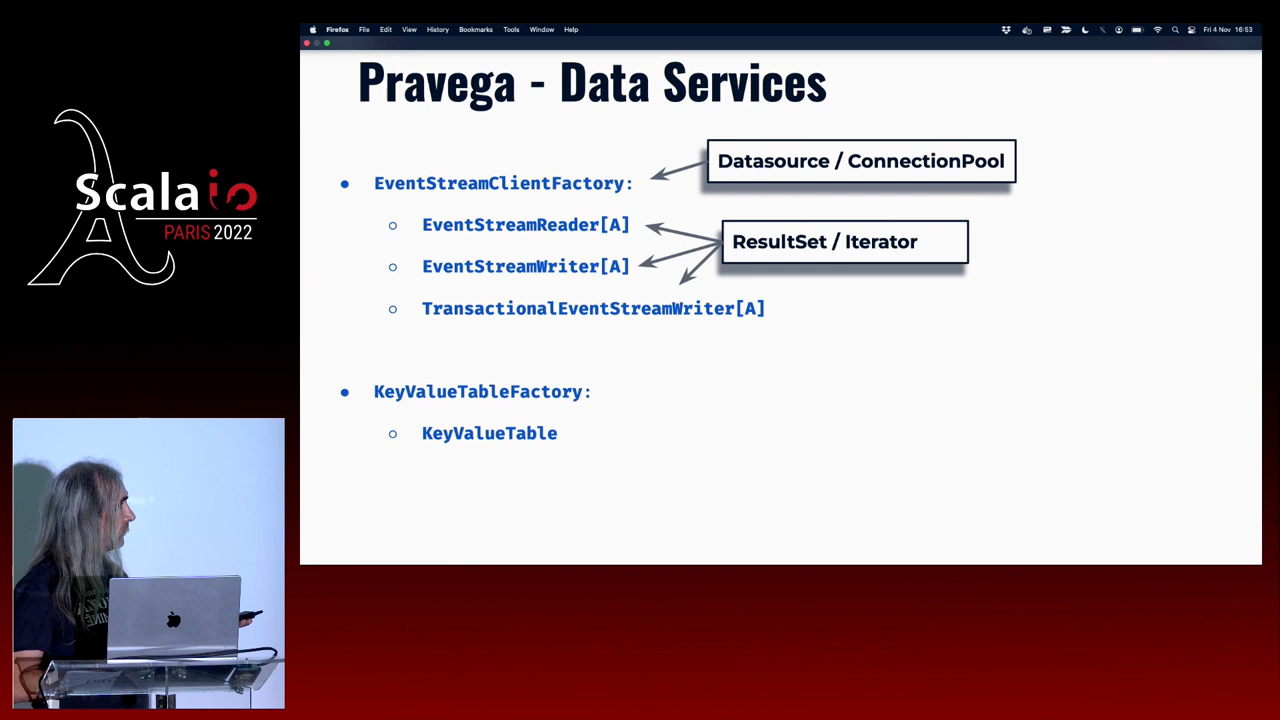 Firefox File Edit View History Bookmarks Tools Window Help Fri 4 Nov 16:53
Pravega - Data Services
Datasource / ConnectionPool
EventStreamClientFactory:
EventStreamReader[A]
ResultSet / Iterator
EventStreamWriter[A]
TransactionalEventStreamWriter[A]
KeyValueTableFactory:
KeyValueTable
Scala io
PARIS 2022